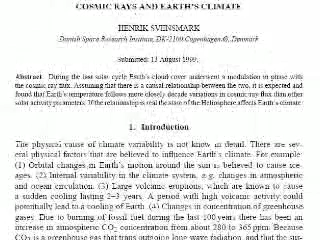 COSMIC RAYS AND EARTH'S CLIMATE
HENRIK SVENSMARK
Danish Space Research Institute, DK-2100 Copenhagen Ø, Denmark
Submitted: 11 August 1999,
Abstract. During the last solar cycle Earth's cloud cover underwent a modulation in phase with
the cosmic ray flux. Assuming that there is a causal relationship between the two, it is expected and
found that Earth's temperature follows more closely decade variations in cosmic ray flux than other
solar activity parameters. If the relationship is real the state of the Heliosphere affects Earth's climate.
1. Introduction
The physical cause of climate variability is not know in detail. There are sev-
eral physical factors that are believed to influence Earth's climate. For example:
(1) Orbital changes in Earth's motion around the sun is believed to cause ice-
ages. (2) Internal variability in the climate system, e.g. changes in atmospheric
and ocean circulation. (3) Large volcanic eruptions, which are known to cause
a sudden cooling lasting 2–3 years. A period with high volcanic activity could
potentially lead to a cooling of Earth. (4) Changes in concentration of greenhouse
gases. Due to burning of fossil fuel during the last 100 years there has been an
increase in atmospheric CO2 concentration from about 280 to 365 ppm. Because
CO2 is a greenhouse gas that traps outgoing long wave radiation, and that the sur-